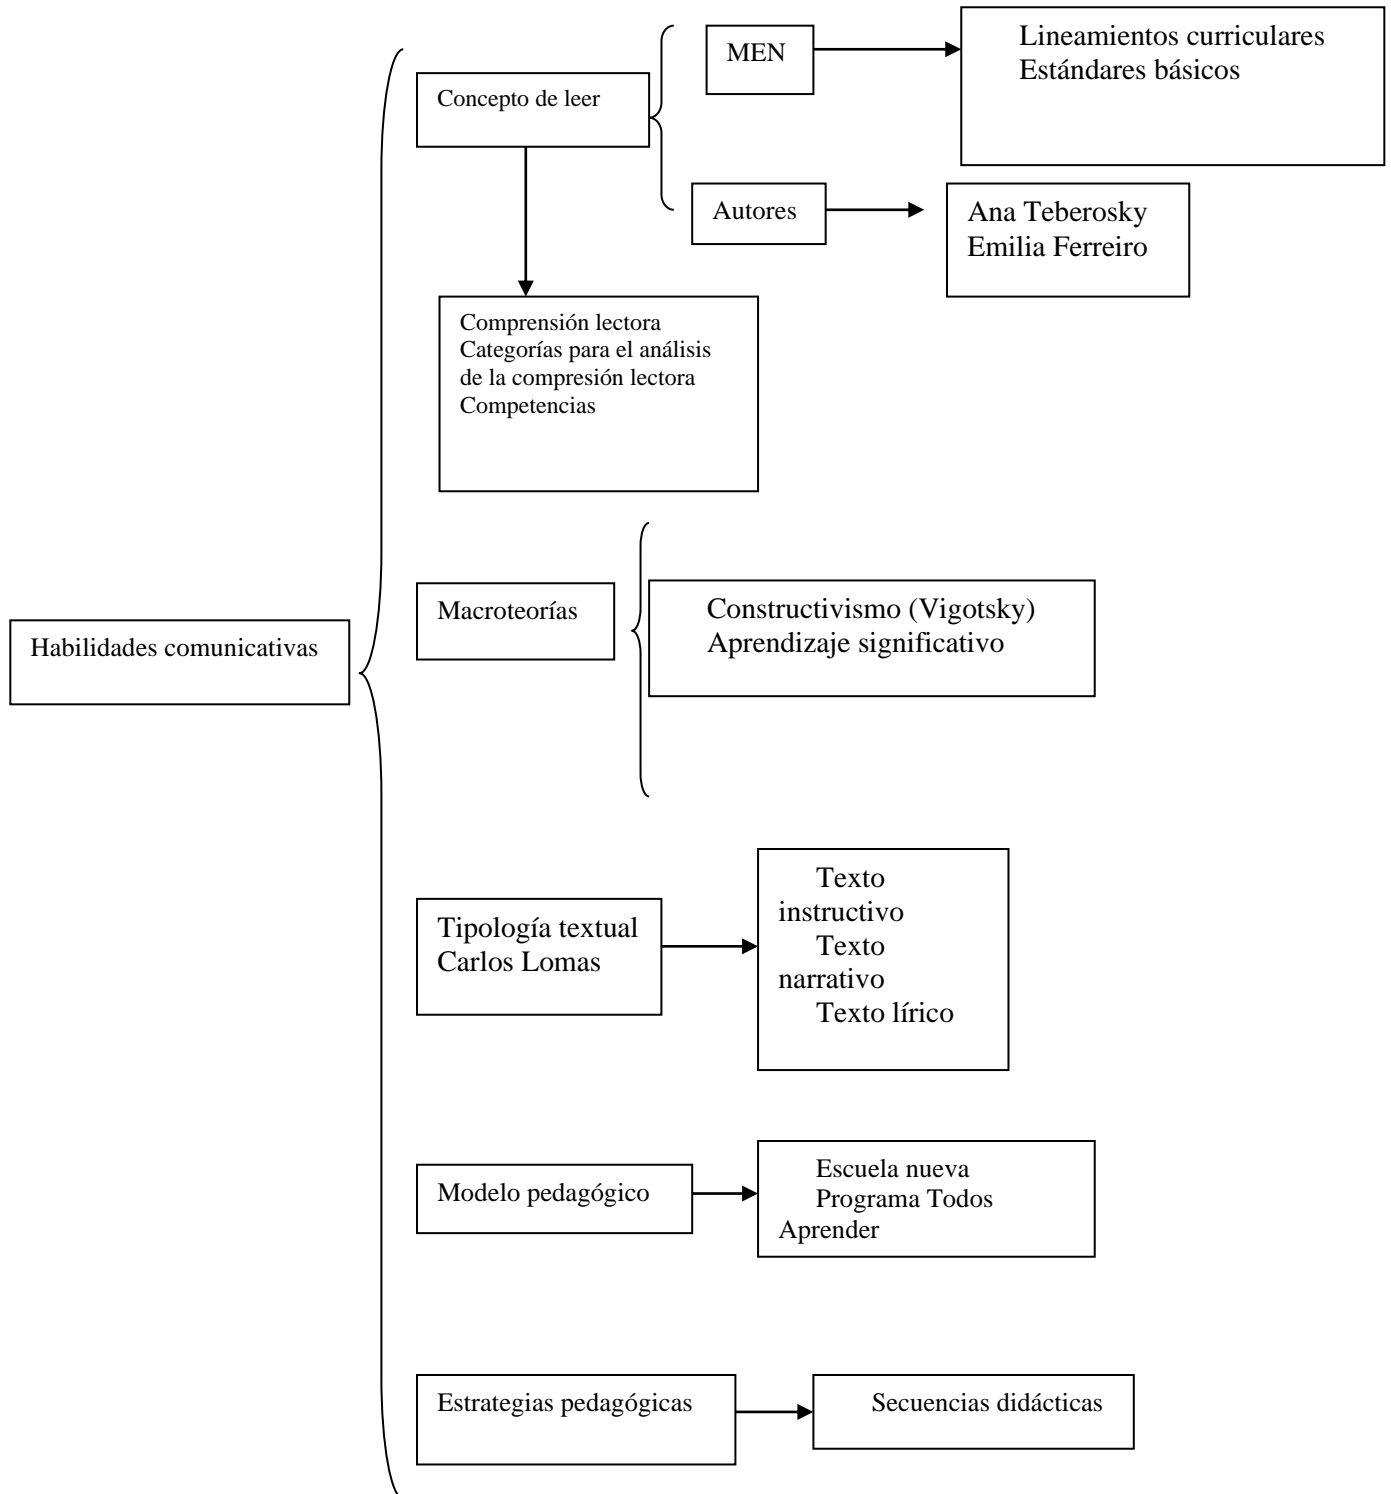 MEN
Lineamientos curriculares
Estándares básicos
Concepto de leer
Autores
Ana Teberosky
Emilia Ferreiro
Comprensión lectora
Categorías para el análisis
de la compresión lectora
Competencias
Habilidades comunicativas
Macroteorías
Constructivismo (Vigotsky)
Aprendizaje significativo
Tipología textual
Carlos Lomas
Texto
instructivo
Texto
narrativo
Texto lírico
Modelo pedagógico
Escuela nueva
Programa Todos
Aprender
Estrategias pedagógicas
Secuencias didácticas